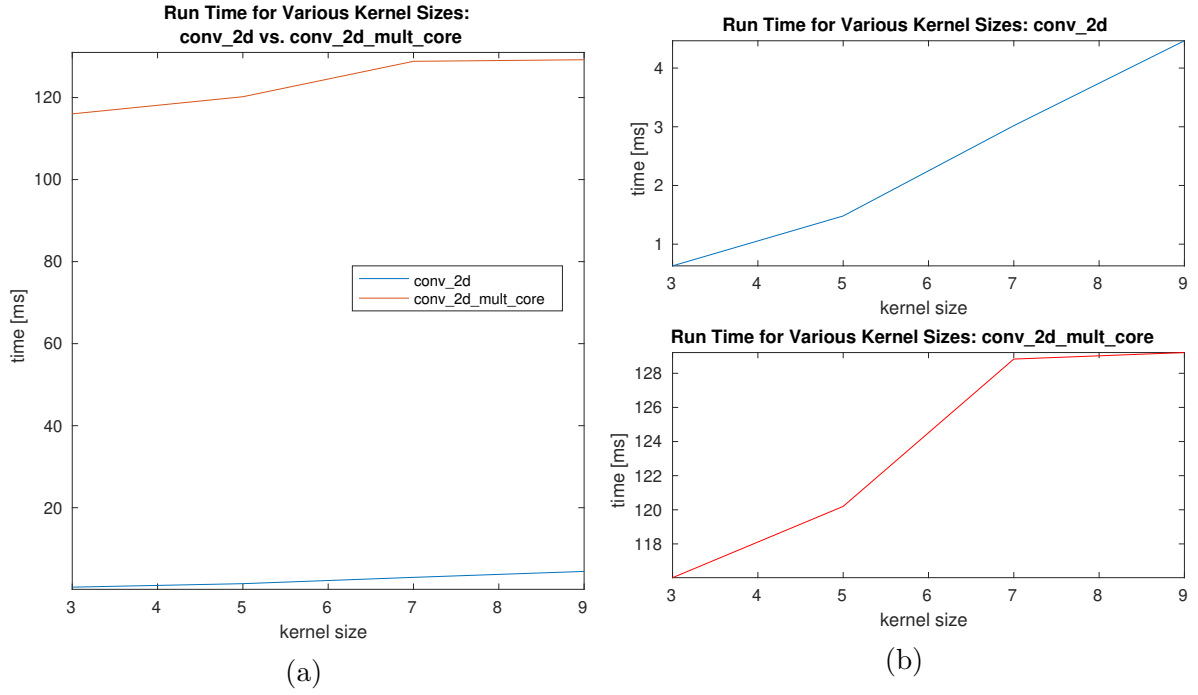 Run Time for Various Kernel Sizes:
conv_2d vs. conv_2d_mult_core
time [ms]
120
100
80
60
40
20
conv_2d
conv_2d_mult_core
3 4 5 6 7 8 9
kernel size
(a)
Run Time for Various Kernel Sizes: conv_2d
time [ms]
4
3
2
1
3 4 5 6 7 8 9
kernel size
Run Time for Various Kernel Sizes: conv_2d_mult_core
time [ms]
128
126
124
122
120
118
3 4 5 6 7 8 9
kernel size
(b)